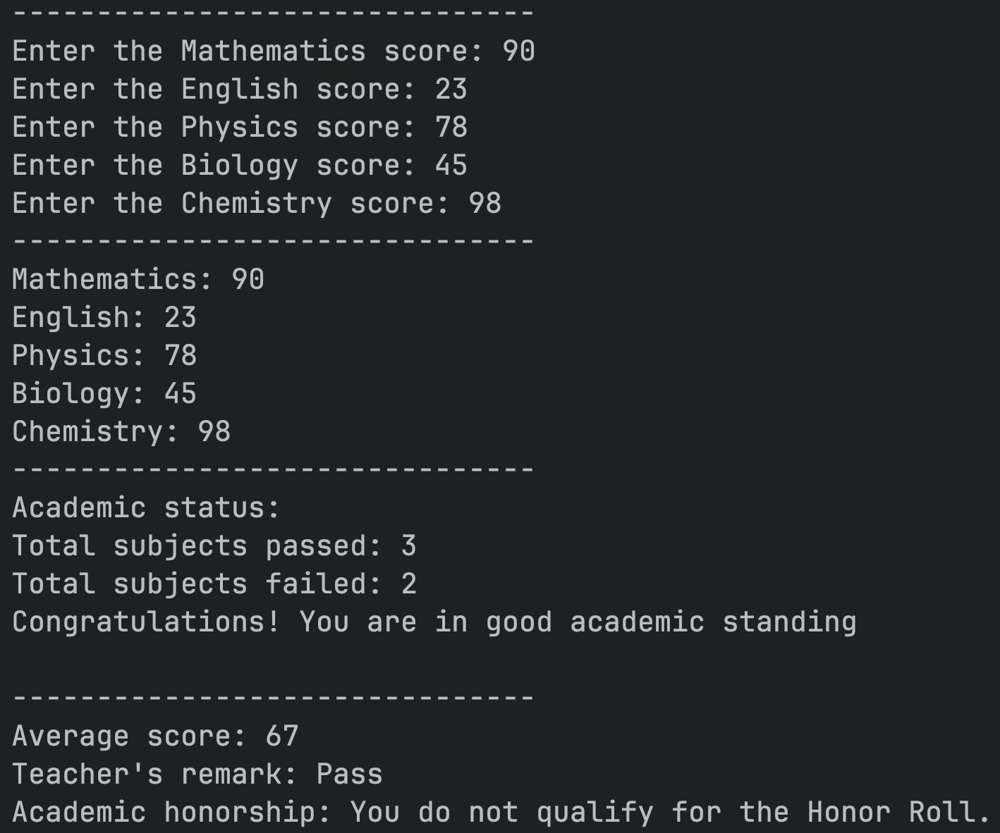 -------------------------------
Enter the Mathematics score: 90
Enter the English score: 23
Enter the Physics score: 78
Enter the Biology score: 45
Enter the Chemistry score: 98
-------------------------------
Mathematics: 90
English: 23
Physics: 78
Biology: 45
Chemistry: 98
-------------------------------
Academic status:
Total subjects passed: 3
Total subjects failed: 2
Congratulations! You are in good academic standing
-------------------------------
Average score: 67
Teacher's remark: Pass
Academic honorship: You do not qualify for the Honor Roll.